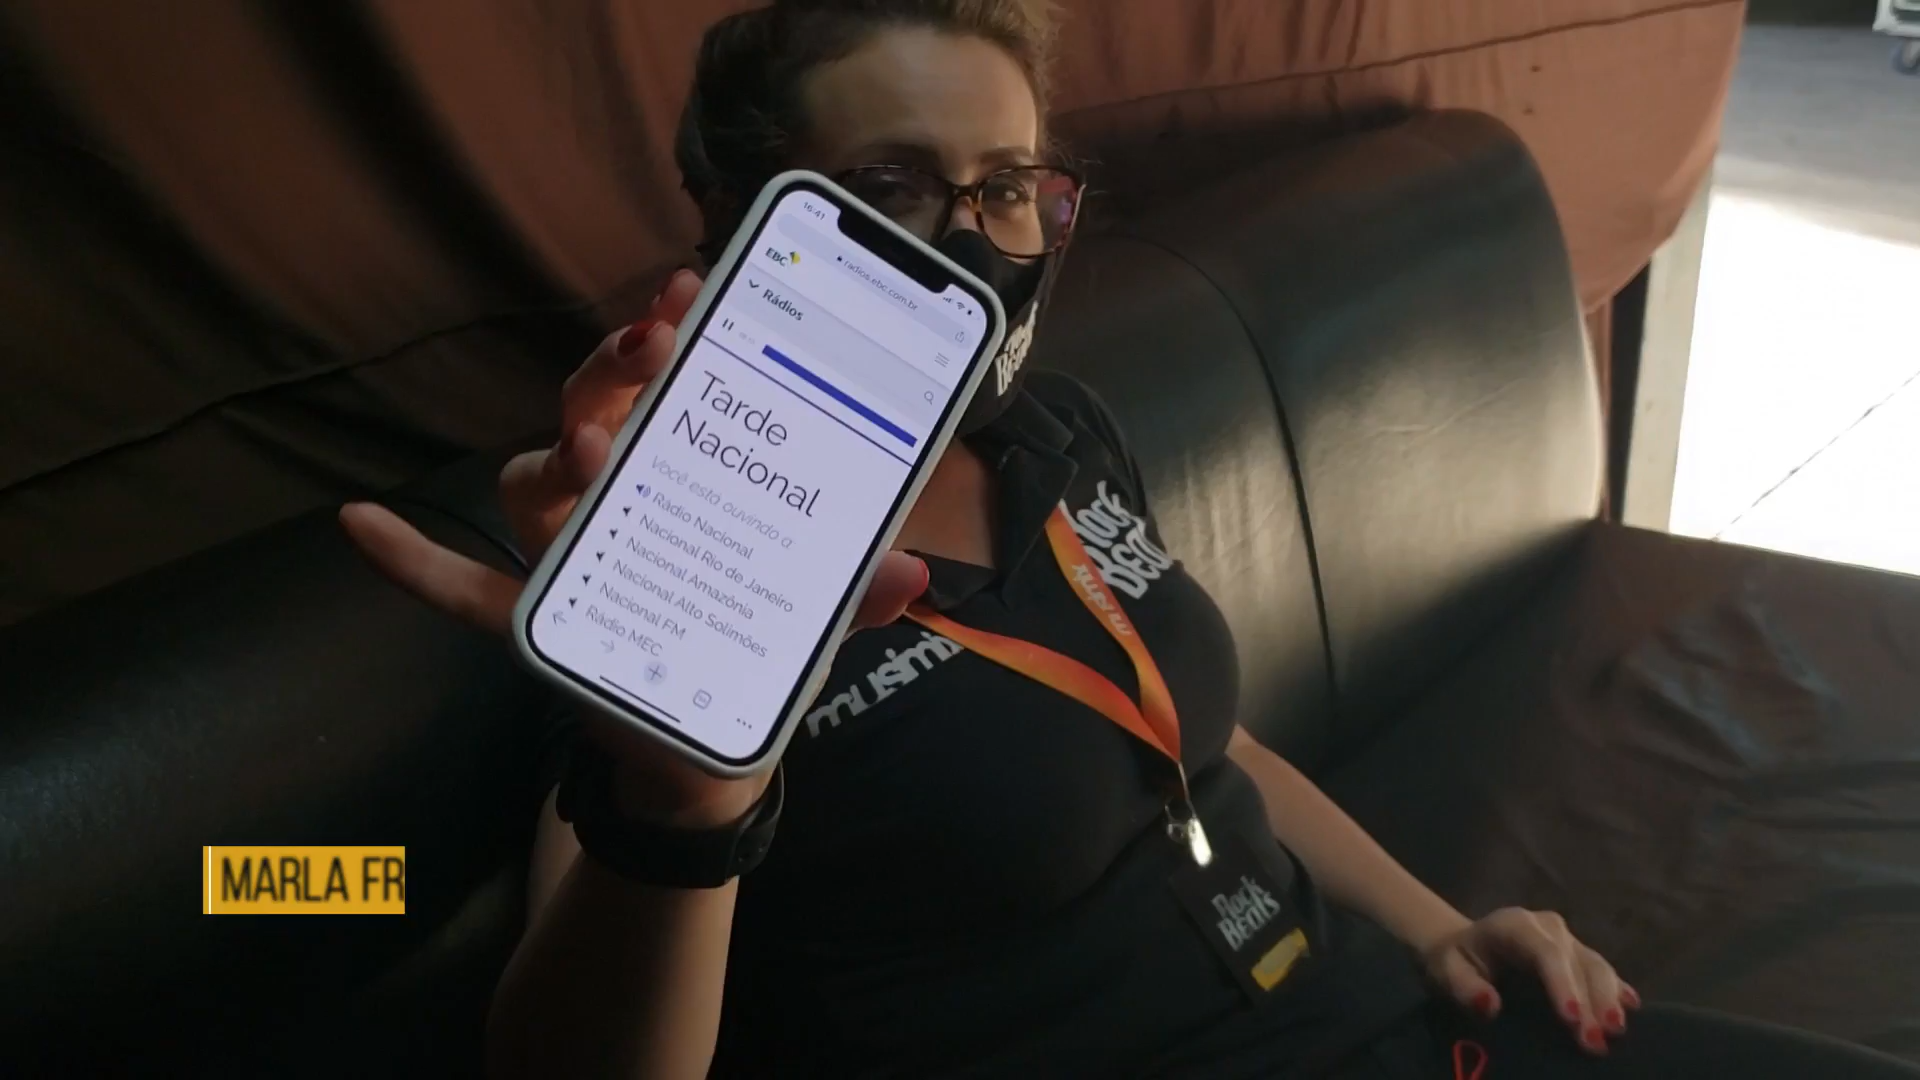 16:41
EBC
radios.ebc.com.br
Rádios
Tarde
Nacional
Você está ouvindo a
Rádio Nacional
Nacional Rio de Janeiro
Nacional Amazônia
Nacional Alto Solimões
Nacional FM
Rádio MEC
Rock
Beats
Rock
Beats
musimix
musimix
Rock
Beats
MARLA FR